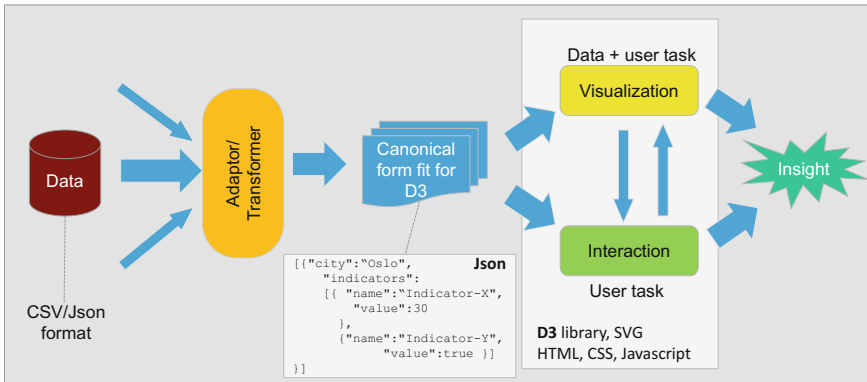 Data
CSV/Json
format
Adaptor/
Transformer
Canonical
form fit for
D3
[{"city":“Oslo", Json
"indicators":
[{ "name":“Indicator-X",
"value":30
},
{"name":"Indicator-Y",
"value":true }]
}]
Data + user task
Visualization
Interaction
User task
D3 library, SVG
HTML, CSS, Javascript
Insight